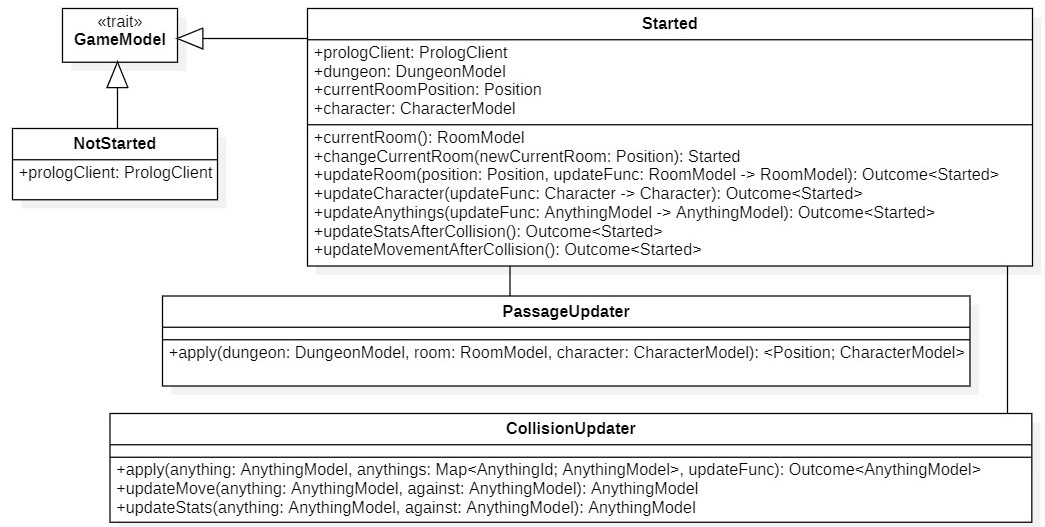 «trait»
GameModel
NotStarted
+prologClient: PrologClient
Started
+prologClient: PrologClient
+dungeon: DungeonModel
+currentRoomPosition: Position
+character: CharacterModel
+currentRoom(): RoomModel
+changeCurrentRoom(newCurrentRoom: Position): Started
+updateRoom(position: Position, updateFunc: RoomModel -> RoomModel): Outcome<Started>
+updateCharacter(updateFunc: Character -> Character): Outcome<Started>
+updateAnythings(updateFunc: AnythingModel -> AnythingModel): Outcome<Started>
+updateStatsAfterCollision(): Outcome<Started>
+updateMovementAfterCollision(): Outcome<Started>
PassageUpdater
+apply(dungeon: DungeonModel, room: RoomModel, character: CharacterModel): <Position; CharacterModel>
CollisionUpdater
+apply(anything: AnythingModel, anythings: Map<AnythingId; AnythingModel>, updateFunc): Outcome<AnythingModel>
+updateMove(anything: AnythingModel, against: AnythingModel): AnythingModel
+updateStats(anything: AnythingModel, against: AnythingModel): AnythingModel